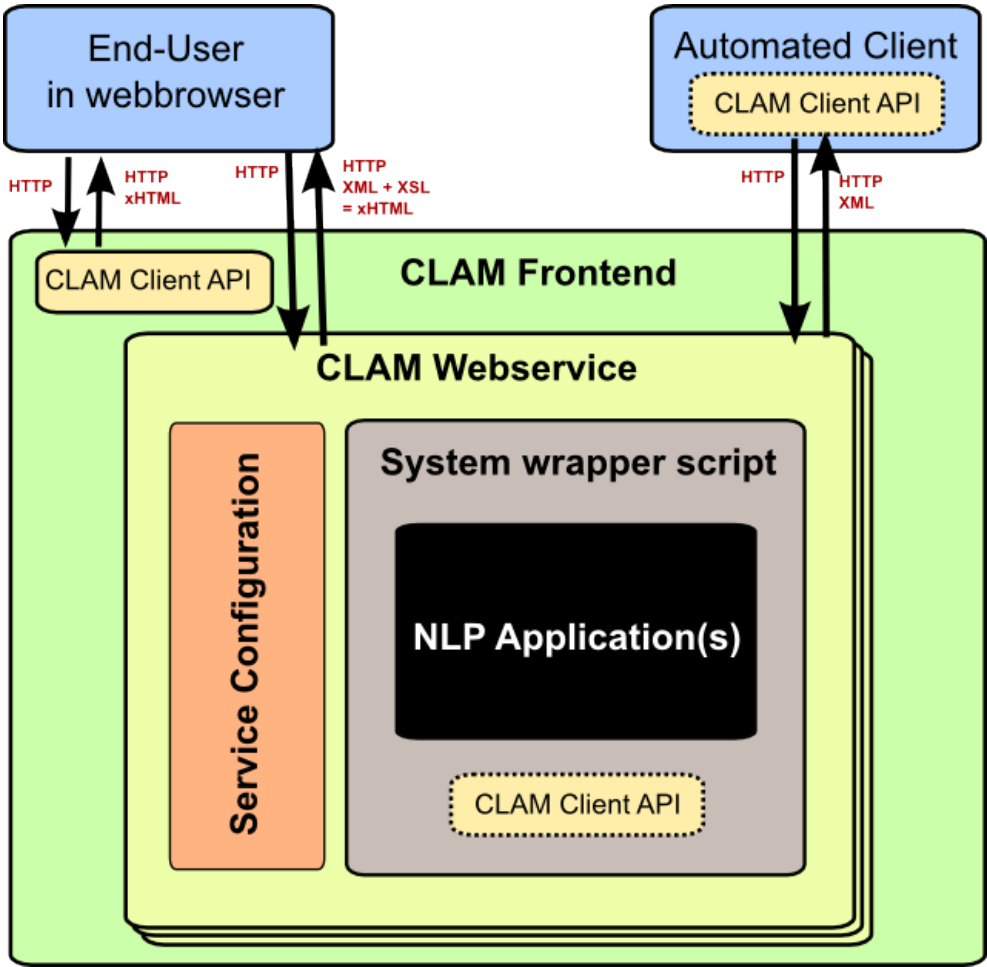 End-User
in webbrowser
Automated Client
CLAM Client API
HTTP
HTTP
xHTML
HTTP
HTTP
XML + XSL
= xHTML
HTTP
HTTP
XML
CLAM Client API
CLAM Frontend
CLAM Webservice
Service Configuration
System wrapper script
NLP Application(s)
CLAM Client API